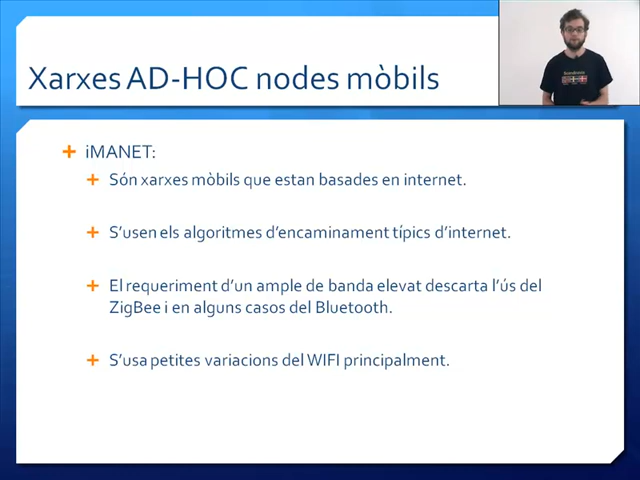 Xarxes AD-HOC nodes mòbils
iMANET:
Són xarxes mòbils que estan basades en internet.
S'usen els algoritmes d'encaminament típics d'internet.
El requeriment d'un ample de banda elevat descarta l'ús del
ZigBee i en alguns casos del Bluetooth.
S'usa petites variacions del WIFI principalment.